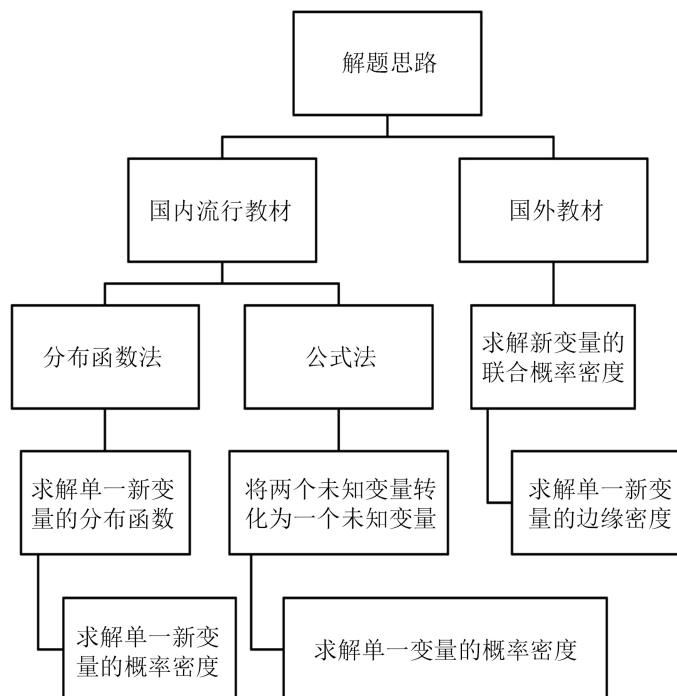 解题思路
国内流行教材
国外教材
分布函数法
公式法
求解新变量的
联合概率密度
求解单一新变
量的分布函数
将两个未知变量转
化为一个未知变量
求解单一新变
量的边缘密度
求解单一新变
量的概率密度
求解单一变量的概率密度